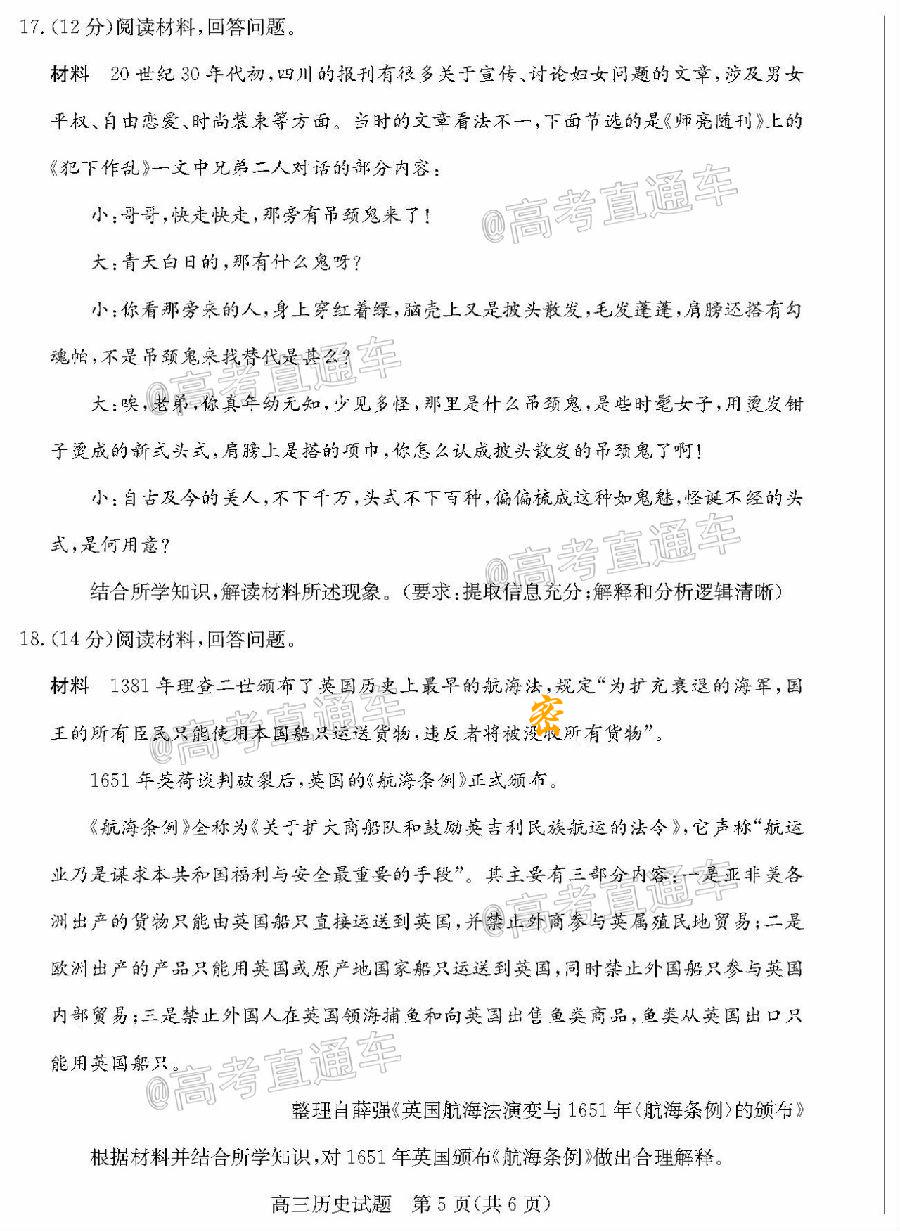 17.(12分)阅读材料,回答问题。
材料 20世纪30年代初,四川的报刊有很多关于宣传、讨论妇女问题的文章,涉及男女
平权、自由恋爱、时尚装束等方面。当时的文章看法不一,下面节选的是《师亮随刊》上的
《犯下作乱》一文中兄弟二人对话的部分内容:
小:哥哥,快走快走,那旁有吊颈鬼来了!
@高考直通车
大:青天白日的,那有什么鬼呀?
小:你看那旁来的人,身上穿红着绿,脑壳上又是披头散发,毛发蓬蓬,肩膀还搭有勾
魂帕,不是吊颈鬼来找替代是甚么?
@高考直通车
大:唉,老弟,你真年幼无知,少见多怪,那里是什么吊颈鬼,是些时髦女子,用烫发钳
子烫成的新式头式,肩膀上是搭的项巾,你怎么认成披头散发的吊颈鬼了啊!
小:自古及今的美人,不下千万,头式不下百种,偏偏梳成这种如鬼魅,怪诞不经的头
式,是何用意?
@高考直通车
结合所学知识,解读材料所述现象。(要求:提取信息充分;解释和分析逻辑清晰)
18.(14分)阅读材料,回答问题。
材料 1381年理查二世颁布了英国历史上最早的航海法,规定“为扩充衰退的海军,国
密
王的所有臣民只能使用本国船只运送货物,违反者将被没收所有货物”。
@高考直通车
1651年英荷谈判破裂后,英国的《航海条例》正式颁布。
《航海条例》全称为《关于扩大商船队和鼓励英吉利民族航运的法令》,它声称“航运
业乃是谋求本共和国福利与安全最重要的手段”。其主要有三部分内容:一是亚非美各
@高考直通车
洲出产的货物只能由英国船只直接运送到英国,并禁止外商参与英属殖民地贸易;二是
欧洲出产的产品只能用英国或原产地国家船只运送到英国,同时禁止外国船只参与英国
内部贸易;三是禁止外国人在英国领海捕鱼和向英国出售鱼类商品,鱼类从英国出口只
能用英国船只。
@高考直通车
整理自薛强《英国航海法演变与1651年〈航海条例〉的颁布》
根据材料并结合所学知识,对1651年英国颁布《航海条例》做出合理解释。
高三历史试题 第5页(共6页)